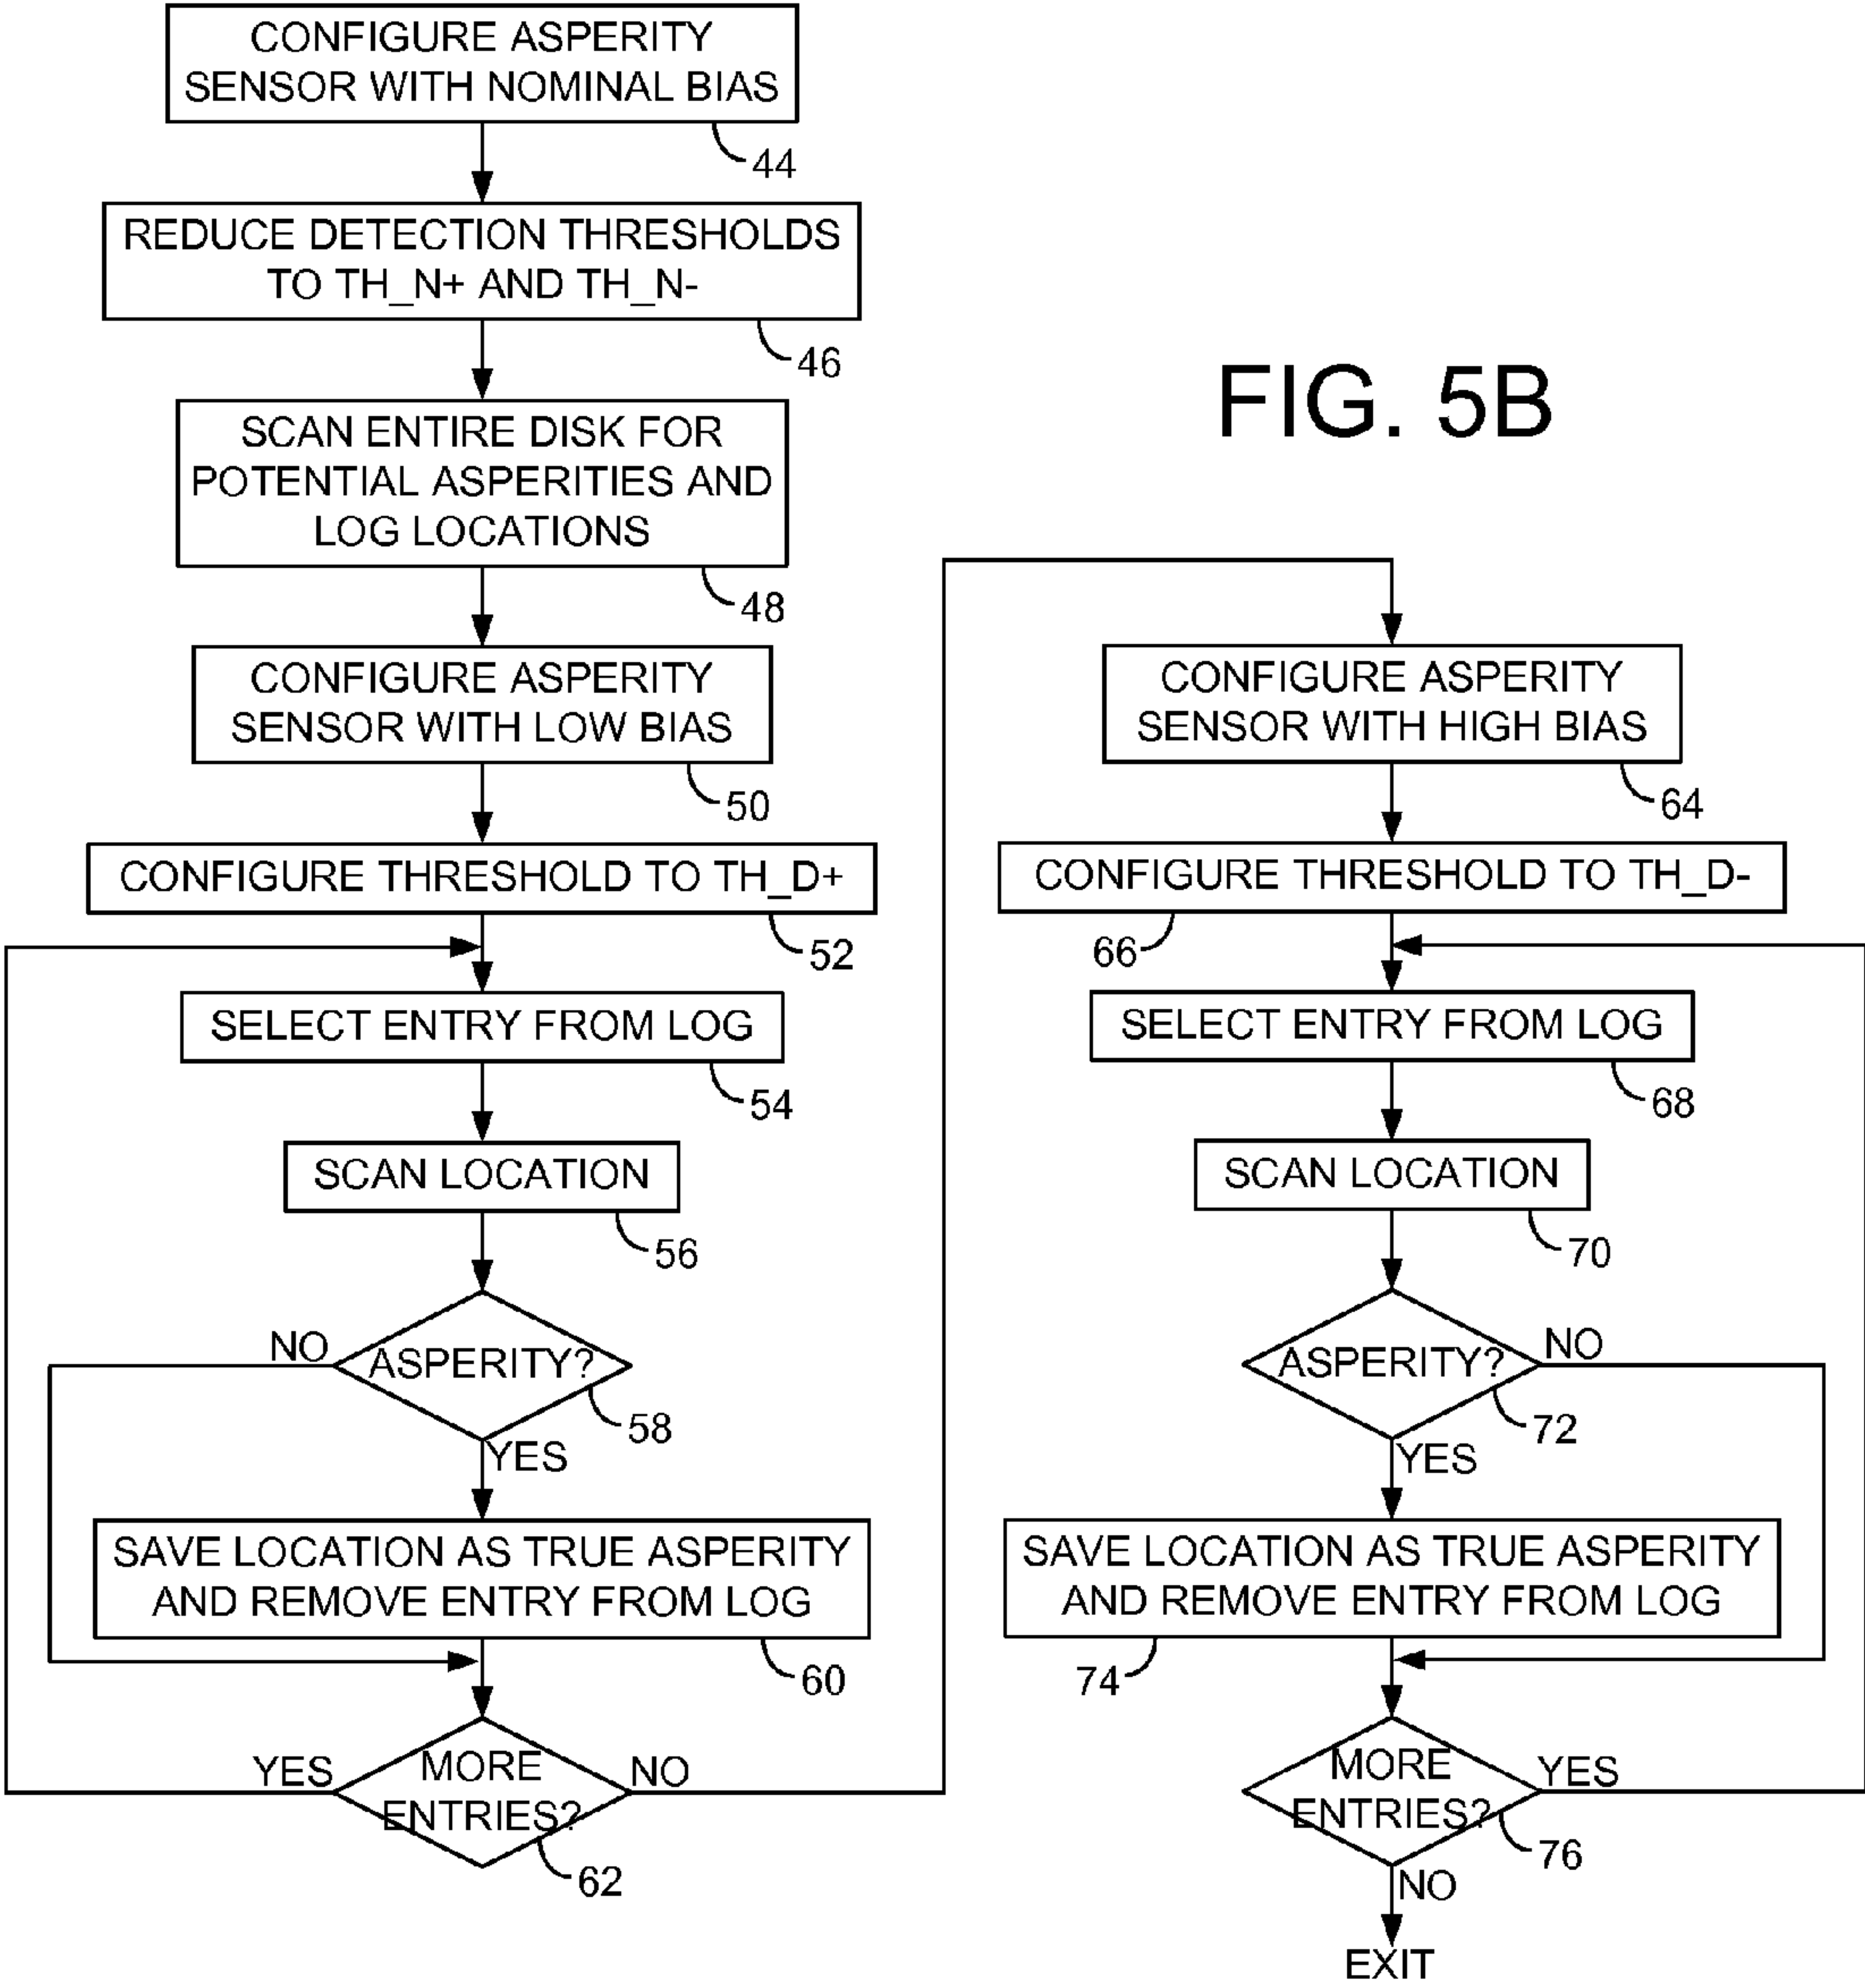 CONFIGURE ASPERITY
SENSOR WITH NOMINAL BIAS
44
REDUCE DETECTION THRESHOLDS
TO TH_N+ AND TH_N-
46
FIG. 5B
SCAN ENTIRE DISK FOR
POTENTIAL ASPERITIES AND
LOG LOCATIONS
48
CONFIGURE ASPERITY
SENSOR WITH LOW BIAS
50
CONFIGURE THRESHOLD TO TH_D+
52
SELECT ENTRY FROM LOG
54
SCAN LOCATION
56
NO
ASPERITY?
58
YES
SAVE LOCATION AS TRUE ASPERITY
AND REMOVE ENTRY FROM LOG
60
YES
MORE
ENTRIES?
NO
62
CONFIGURE ASPERITY
SENSOR WITH HIGH BIAS
64
CONFIGURE THRESHOLD TO TH_D-
66
SELECT ENTRY FROM LOG
68
SCAN LOCATION
70
ASPERITY?
NO
72
YES
SAVE LOCATION AS TRUE ASPERITY
AND REMOVE ENTRY FROM LOG
74
MORE
ENTRIES?
YES
76
NO
EXIT